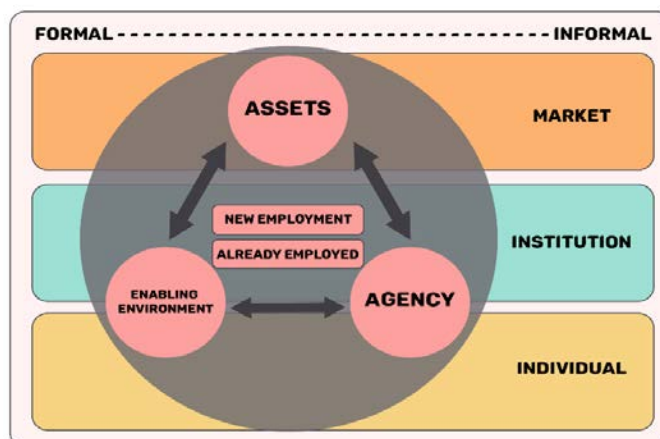 FORMAL
INFORMAL
ASSETS
MARKET
NEW EMPLOYMENT
ALREADY EMPLOYED
INSTITUTION
ENABLING
ENVIRONMENT
AGENCY
INDIVIDUAL